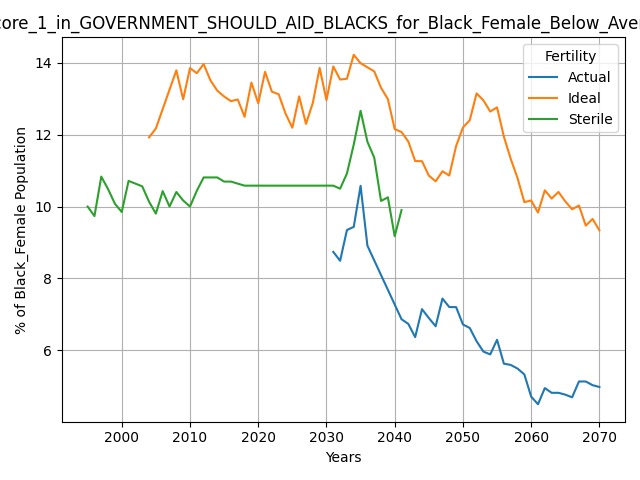 core_1_in_GOVERNMENT_SHOULD_AID_BLACKS_for_Black_Female_Below_Aver
Fertility
Actual
Ideal
Sterile
14
12
10
8
6
% of Black_Female Population
2000
2010
2020
2030
2040
2050
2060
2070
Years